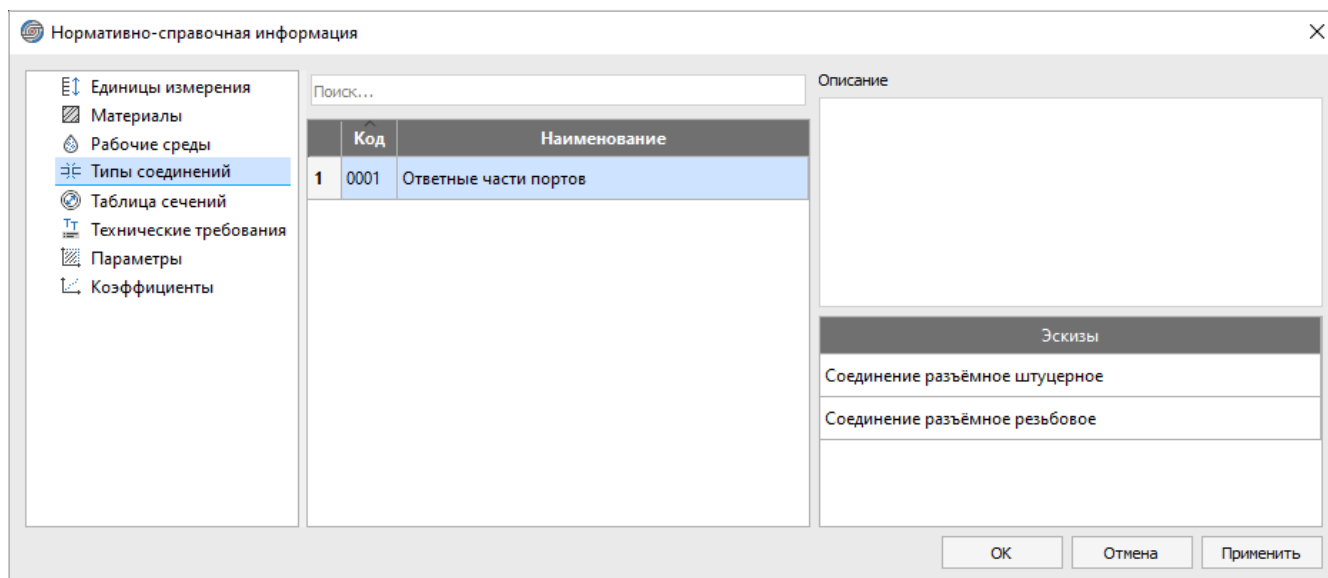 Нормативно-справочная информация
Единицы измерения
Материалы
Рабочие среды
Типы соединений
Таблица сечений
Технические требования
Параметры
Коэффициенты
Поиск...
Код Наименование
1 0001 Ответные части портов
Описание
Эскизы
Соединение разъёмное штуцерное
Соединение разъёмное резьбовое
ОК Отмена Применить